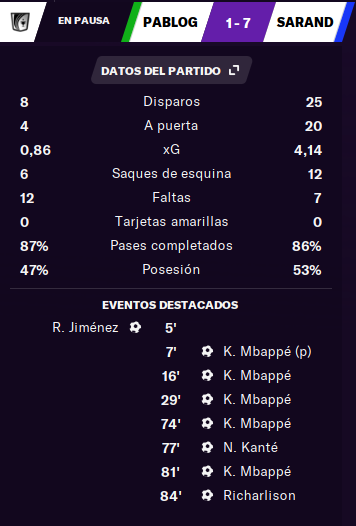 EN PAUSA PABLOG 1 - 7 SARAND
DATOS DEL PARTIDO
8 Disparos 25
4 A puerta 20
0,86 xG 4,14
6 Saques de esquina 12
12 Faltas 7
0 Tarjetas amarillas 0
87% Pases completados 86%
47% Posesión 53%
EVENTOS DESTACADOS
R. Jiménez 5'
7' K. Mbappé (p)
16' K. Mbappé
29' K. Mbappé
74' K. Mbappé
77' N. Kanté
81' K. Mbappé
84' Richarlison